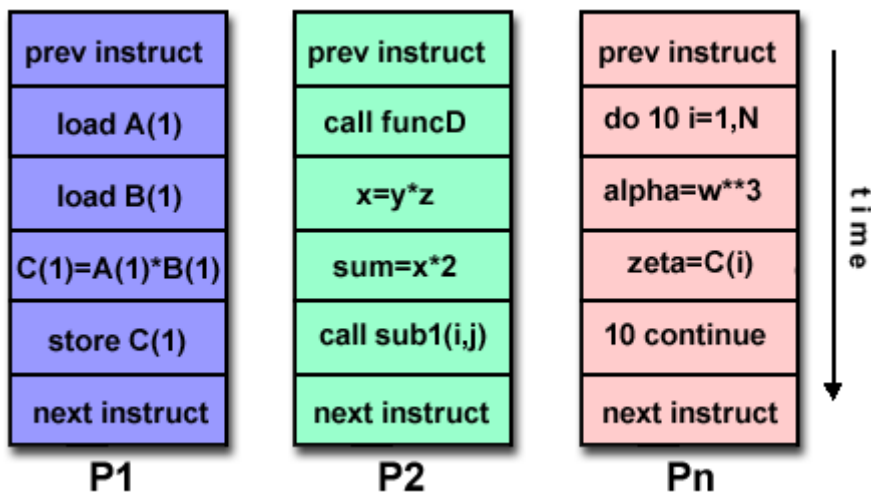 prev instruct
load A(1)
load B(1)
C(1)=A(1)*B(1)
store C(1)
next instruct
P1
prev instruct
call funcD
x=y*z
sum=x*2
call sub1(i,j)
next instruct
P2
prev instruct
do 10 i=1,N
alpha=w**3
zeta=C(i)
10 continue
next instruct
Pn
time